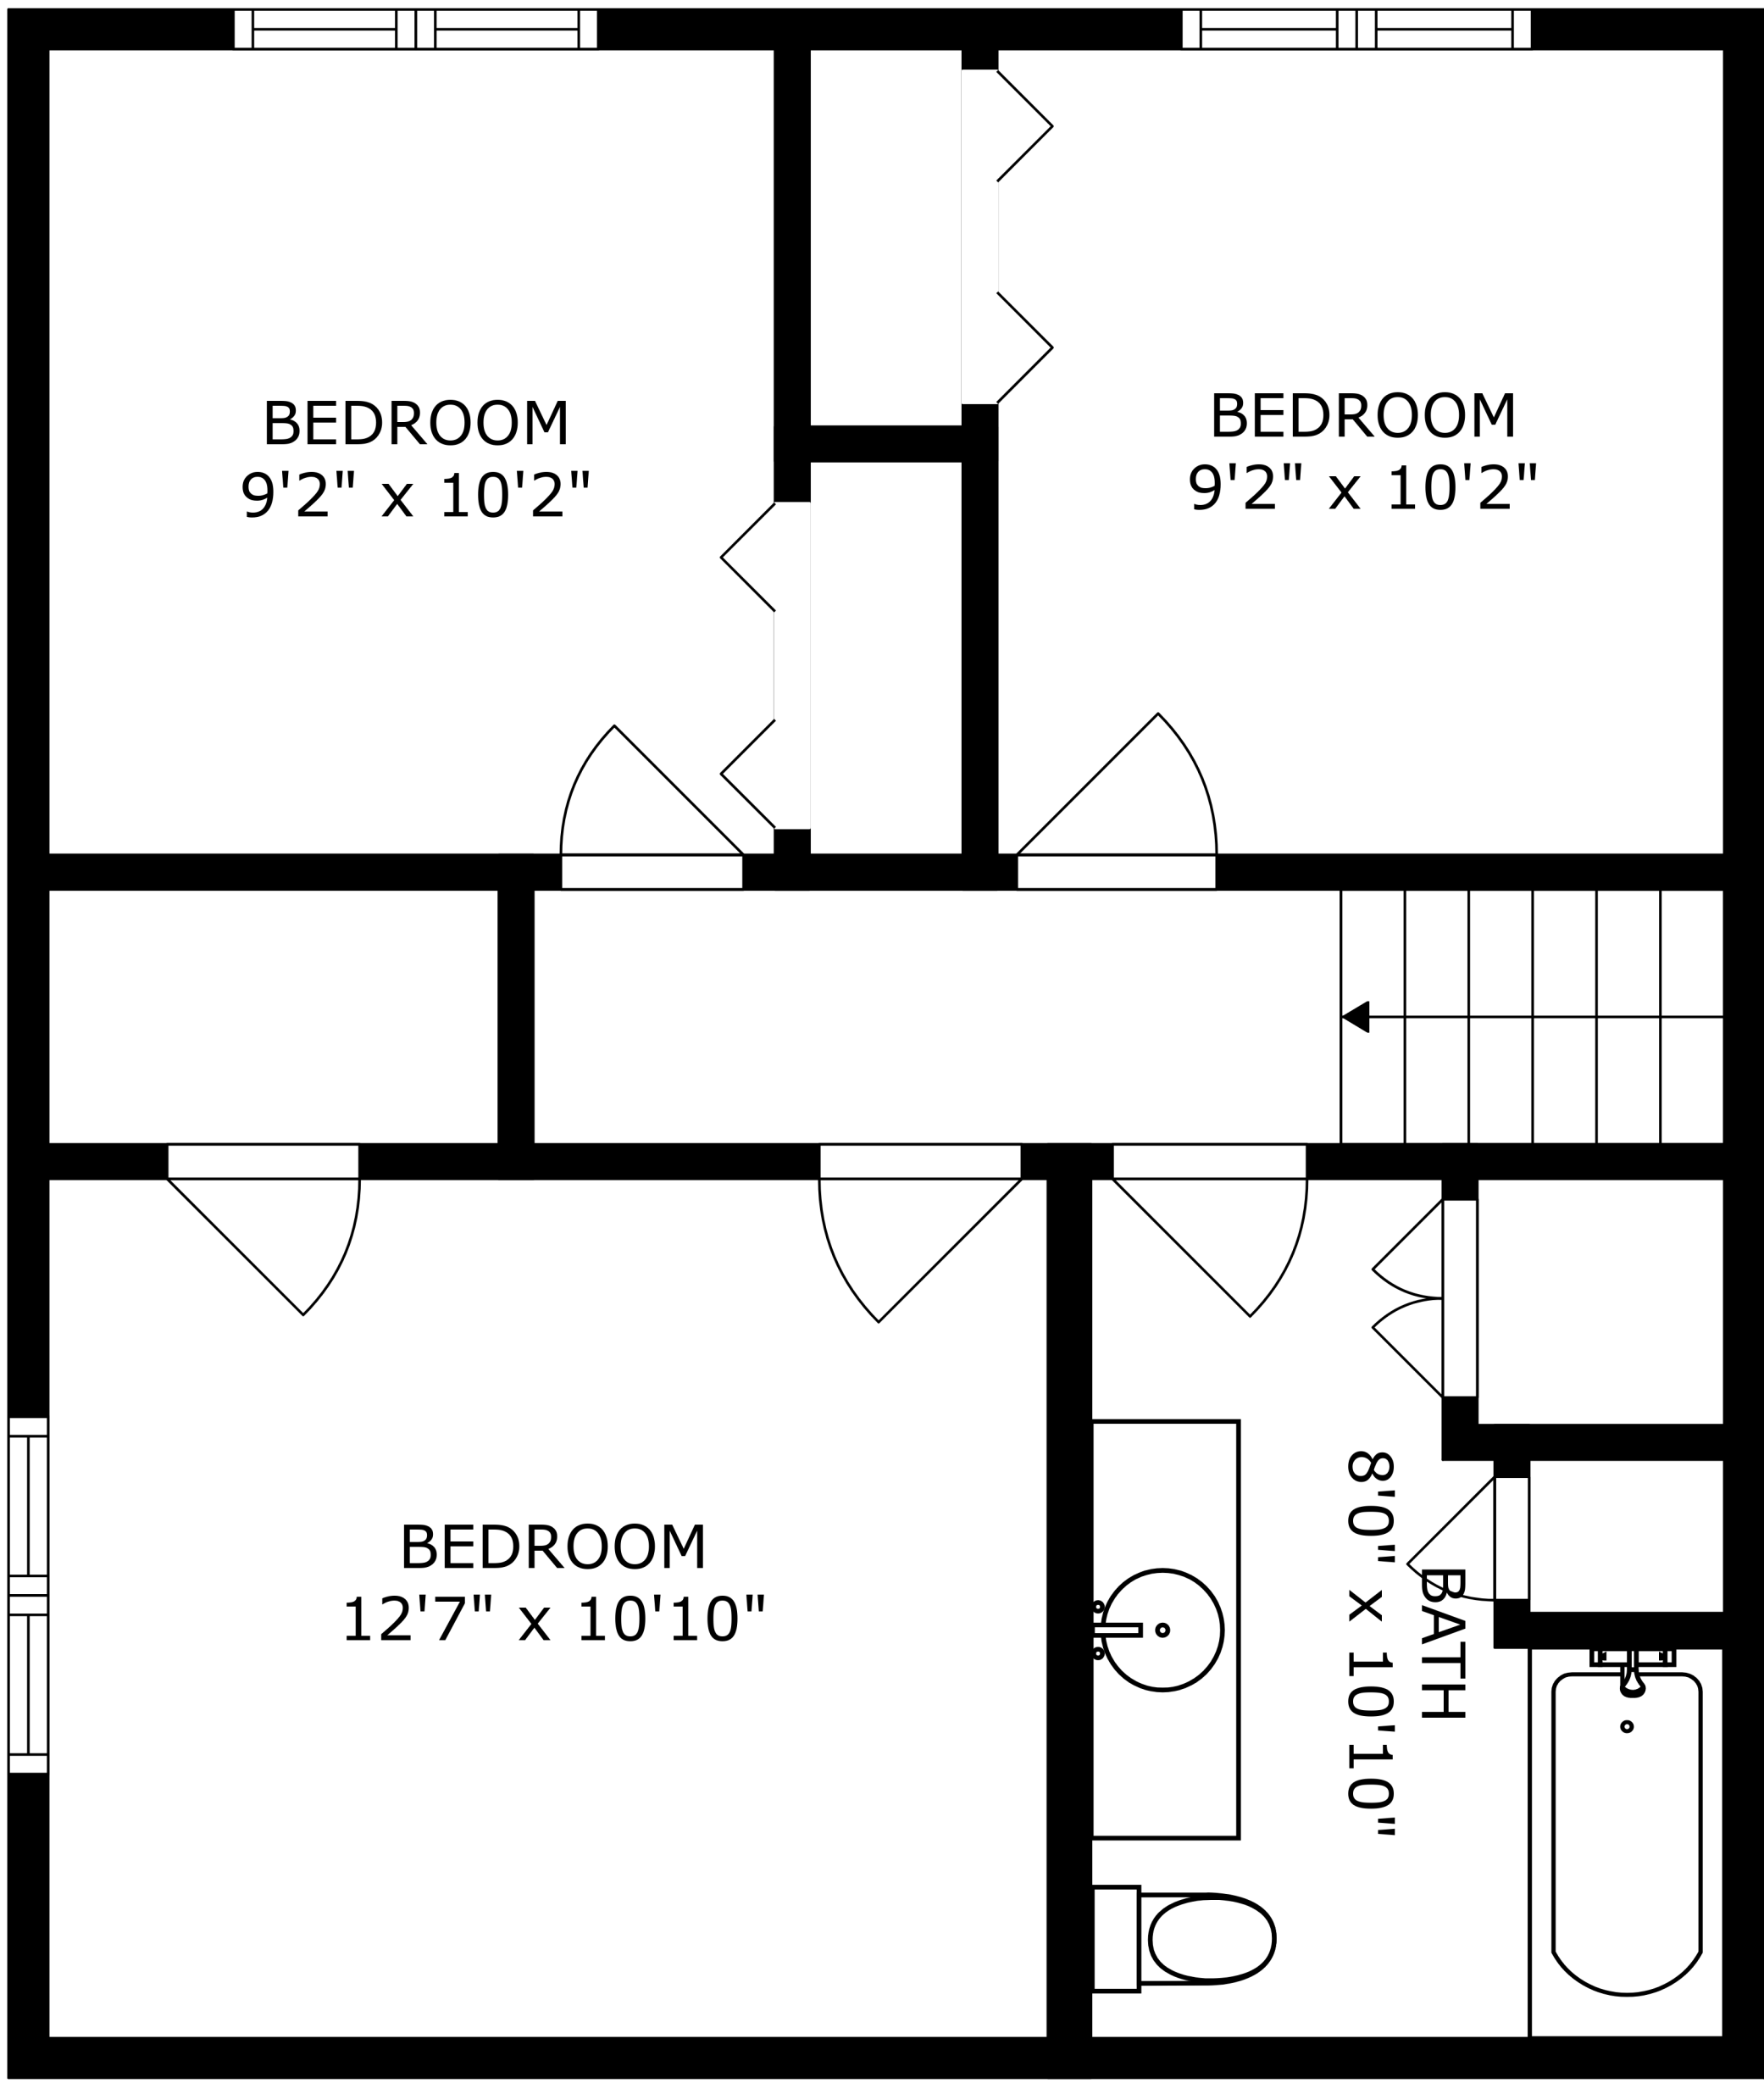 BEDROOM
9'2" x 10'2"
BEDROOM
9'2" x 10'2"
BEDROOM
12'7" x 10'10"
BATH
8'0" x 10'10"